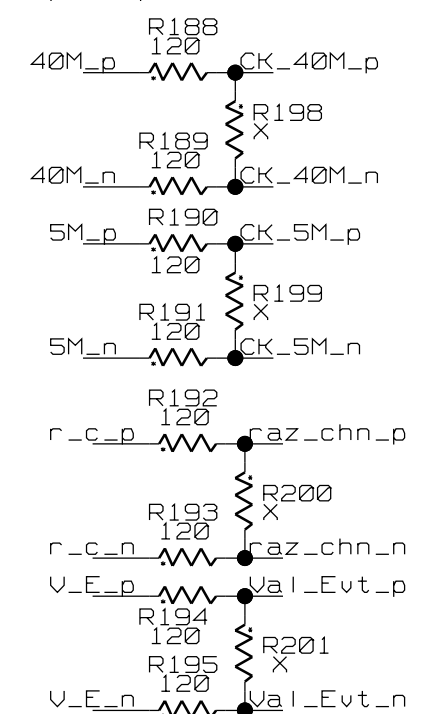 R188
120
40M_p
CK_40M_p
R198
X
R189
120
40M_n
CK_40M_n
R190
5M_p
CK_5M_p
120
R199
X
R191
120
5M_n
CK_5M_n
R192
120
r_c_p
raz_chn_p
R200
X
R193
120
r_c_n
raz_chn_n
V_E_p
Val_Evt_p
R194
120
R201
X
R195
120
V_E_n
Val_Evt_n